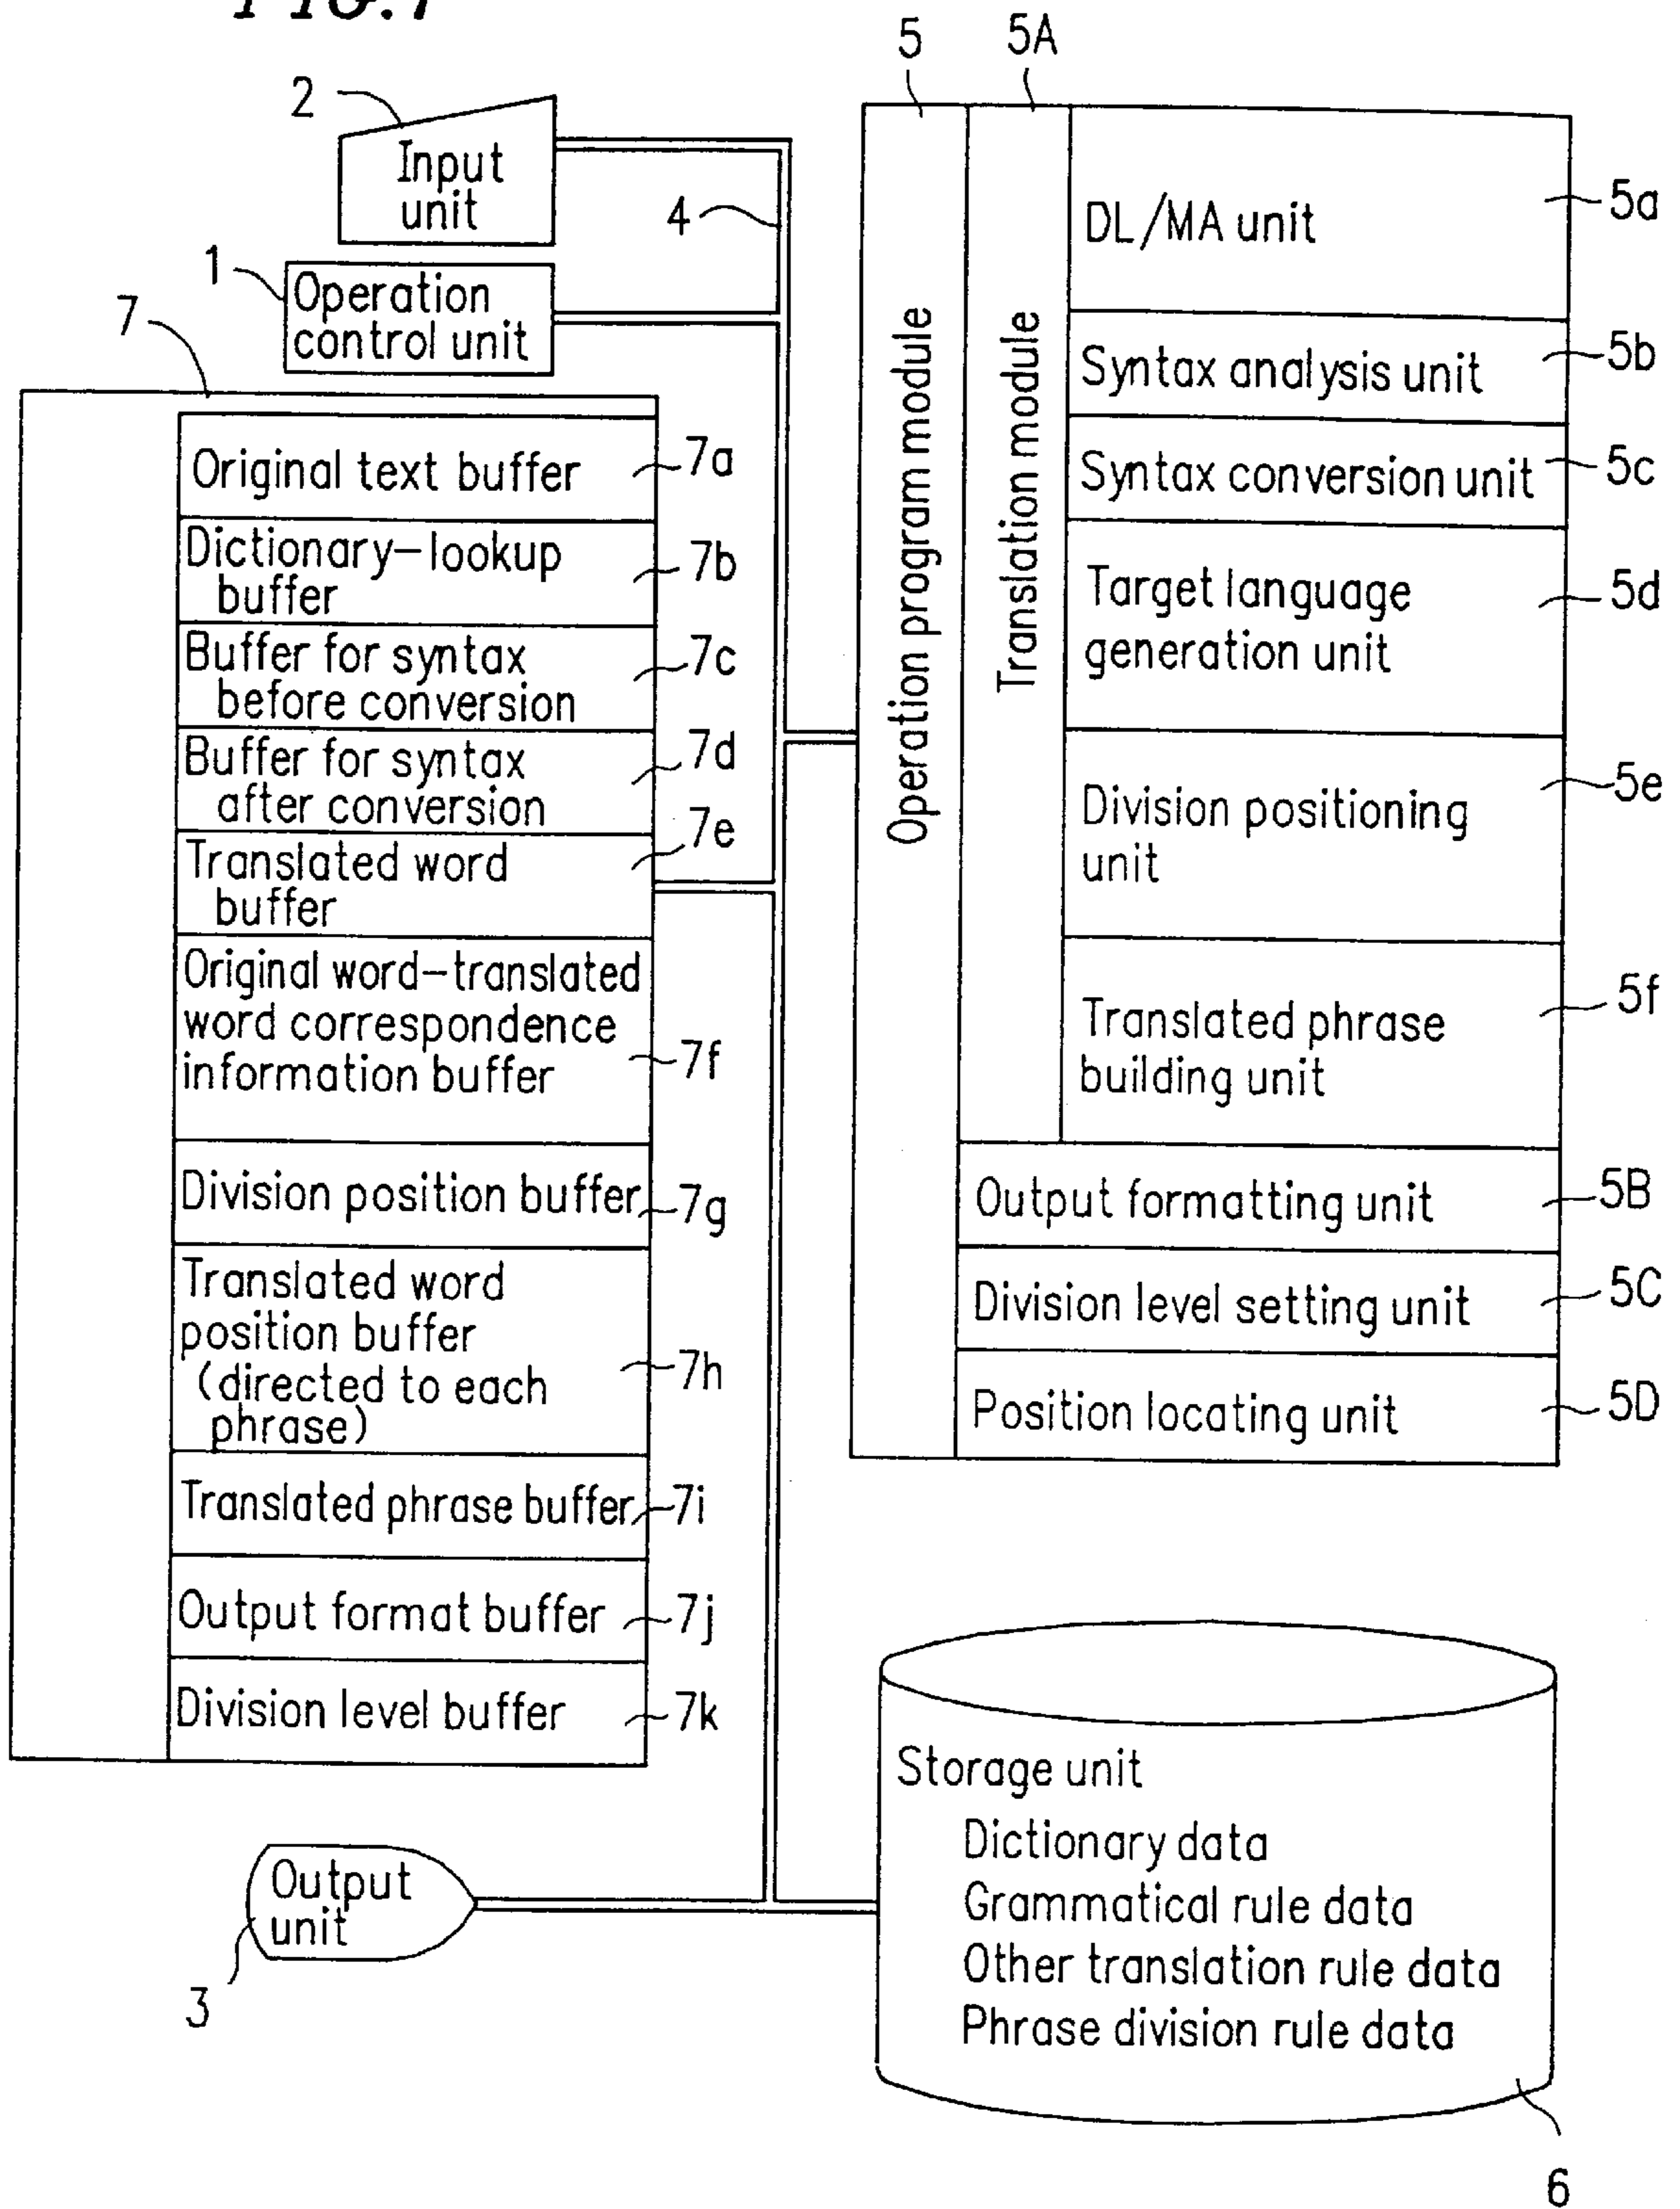 FIG.
2
Input
unit
4
1
Operation
control unit
7
Original text buffer
7a
Dictionary-lookup
buffer
7b
Buffer for syntax
before conversion
7c
Buffer for syntax
after conversion
7d
Translated word
buffer
7e
Original word-translated
word correspondence
information buffer
7f
Division position buffer
7g
Translated word
position buffer
(directed to each
phrase)
7h
Translated phrase buffer
7i
Output format buffer
7j
Division level buffer
7k
Output
unit
3
5
5A
Operation program module
Translation module
DL/MA unit
5a
Syntax analysis unit
5b
Syntax conversion unit
5c
Target language
generation unit
5d
Division positioning
unit
5e
Translated phrase
building unit
5f
Output formatting unit
5B
Division level setting unit
5C
Position locating unit
5D
Storage unit
Dictionary data
Grammatical rule data
Other translation rule data
Phrase division rule data
6